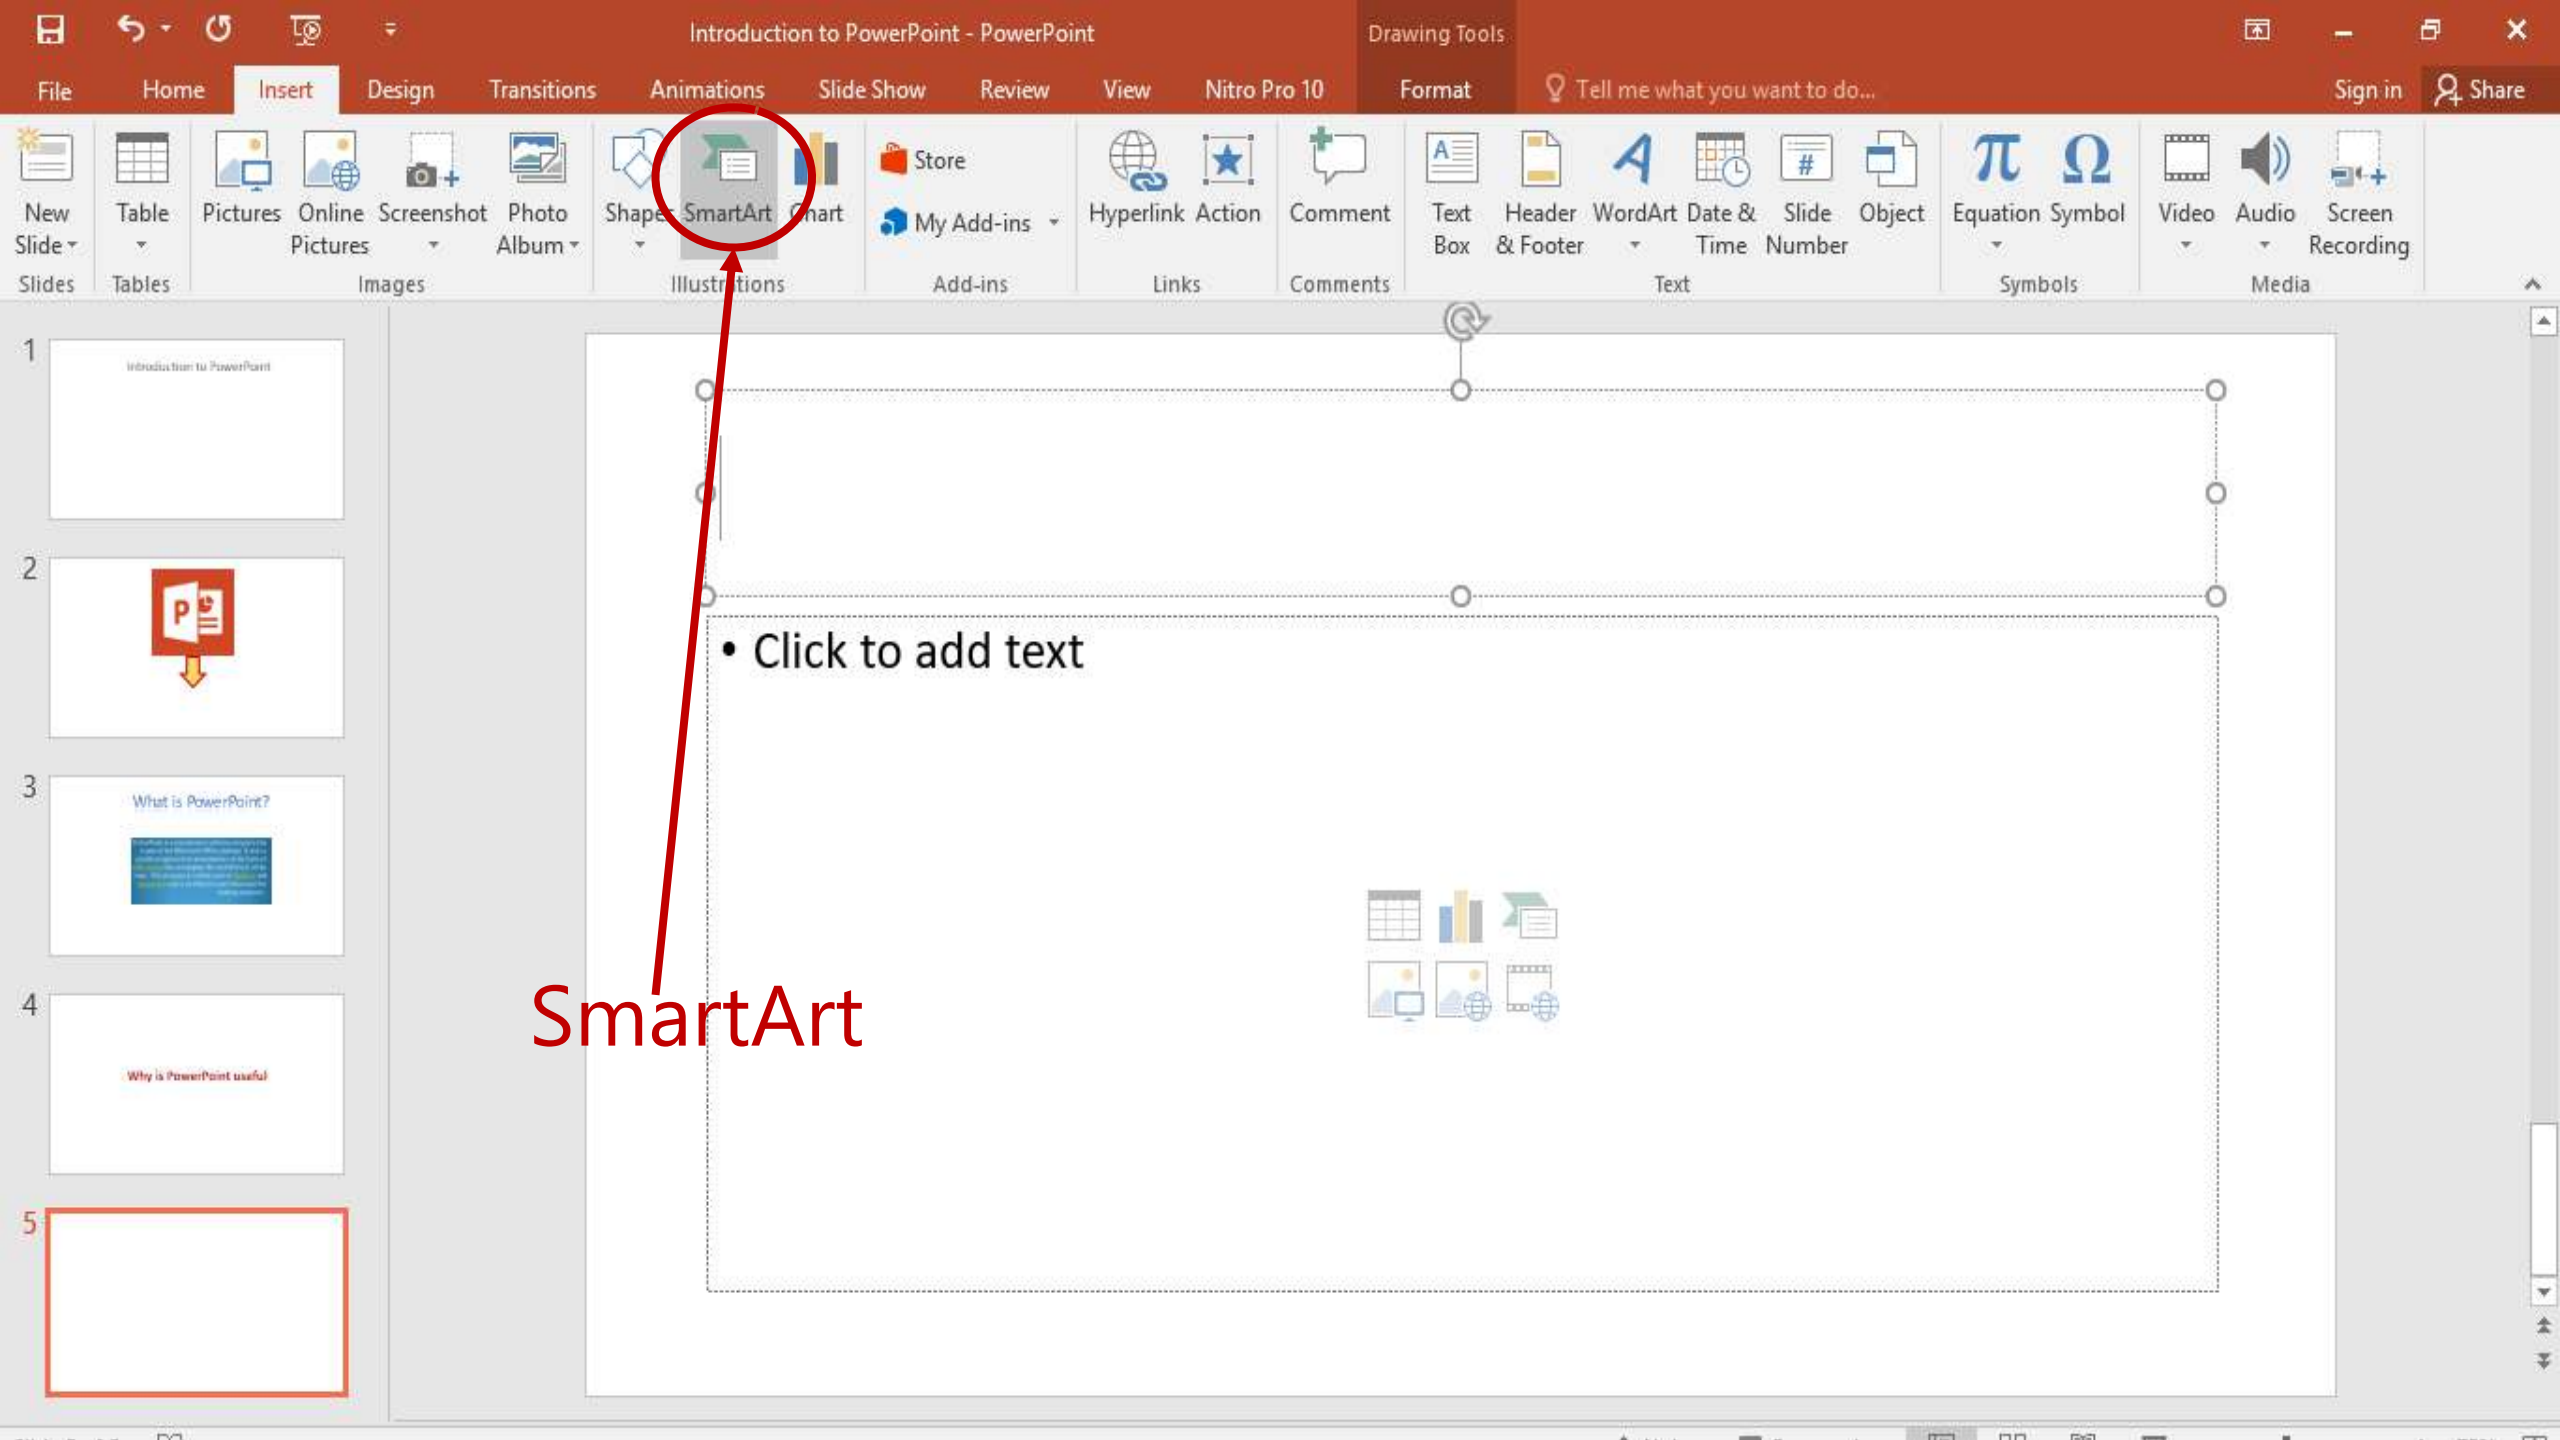 Introduction to PowerPoint - PowerPoint
Drawing Tools
File Home Insert Design Transitions Animations Slide Show Review View Nitro Pro 10 Format Tell me what you want to do... Sign in Share
New Slide
Table
Pictures
Online Pictures
Screenshot
Photo Album
Shapes
SmartArt
Chart
Store
My Add-ins
Hyperlink
Action
Comment
Text Box
Header & Footer
WordArt
Date & Time
Slide Number
Object
Equation
Symbol
Video
Audio
Screen Recording
Slides Tables Images Illustrations Add-ins Links Comments Text Symbols Media
1
Introduction to PowerPoint
2
P
3
What is PowerPoint?
4
Why is PowerPoint useful
5
• Click to add text
SmartArt